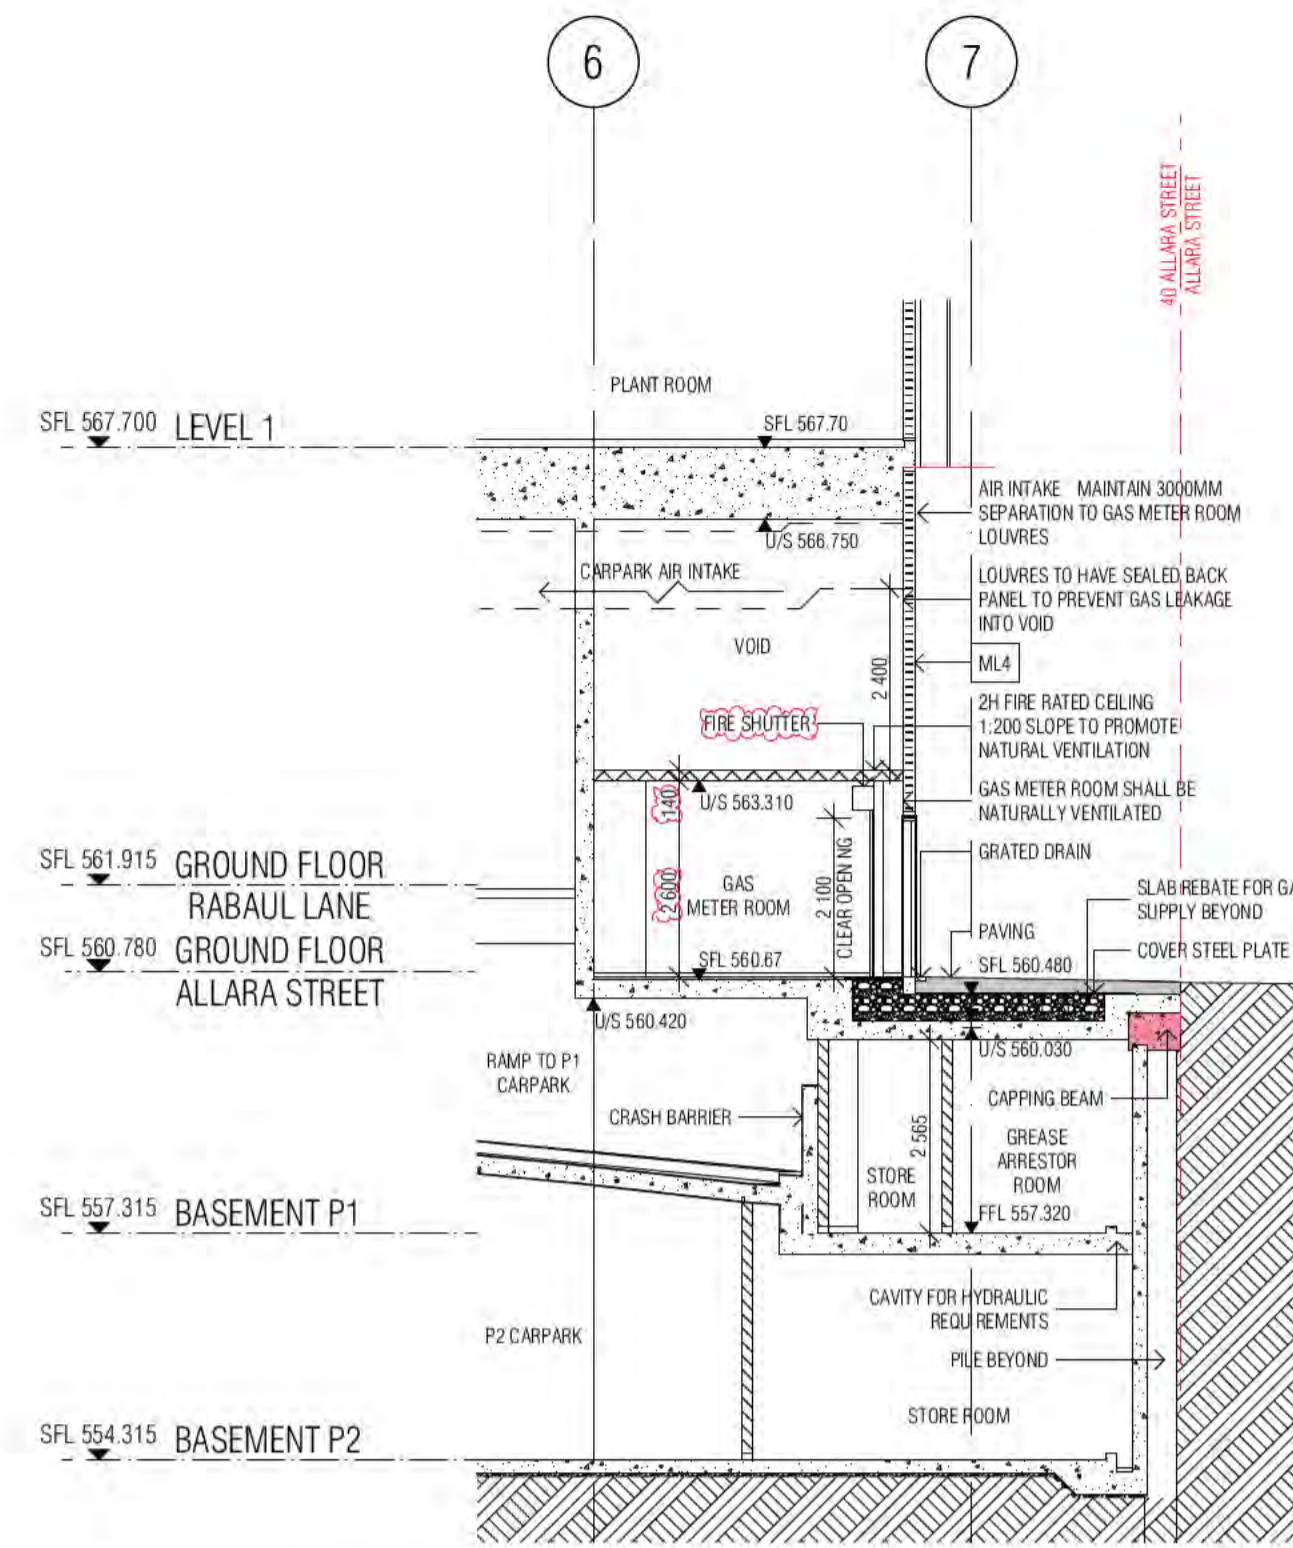 6
7
40 ALLARA STREET
ALLARA STREET
PLANT ROOM
SFL 567.700 LEVEL 1
SFL 567.70
AIR INTAKE MAINTAIN 3000MM
SEPARATION TO GAS METER ROOM
LOUVRES
U/S 566.750
CARPARK AIR INTAKE
LOUVRES TO HAVE SEALED BACK
PANEL TO PREVENT GAS LEAKAGE
INTO VOID
VOID
ML4
2 400
2H FIRE RATED CEILING
1:200 SLOPE TO PROMOTE
NATURAL VENTILATION
FIRE SHUTTER
140
U/S 563.310
GAS METER ROOM SHALL BE
NATURALLY VENTILATED
SFL 561.915 GROUND FLOOR
RABAUL LANE
2 600
GAS
METER ROOM
2 100
CLEAR OPEN NG
GRATED DRAIN
SLAB REBATE FOR GA
SUPPLY BEYOND
PAVING
SFL 560.780 GROUND FLOOR
ALLARA STREET
SFL 560.67
SFL 560.480
COVER STEEL PLATE
U/S 560.420
U/S 560.030
RAMP TO P1
CARPARK
CRASH BARRIER
CAPPING BEAM
2 565
GREASE
ARRESTOR
ROOM
STORE
ROOM
SFL 557.315 BASEMENT P1
FFL 557.320
CAVITY FOR HYDRAULIC
REQU REMENTS
P2 CARPARK
PILE BEYOND
STORE ROOM
SFL 554.315 BASEMENT P2